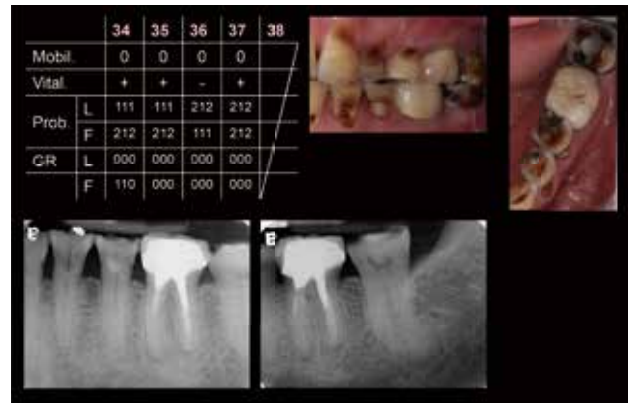 34 35 36 37 38
Mobil. 0 0 0 0
Vital. + + - +
Prob. L 111 111 212 212
F 212 212 111 212
GR L 000 000 000 000
F 110 000 000 000
E